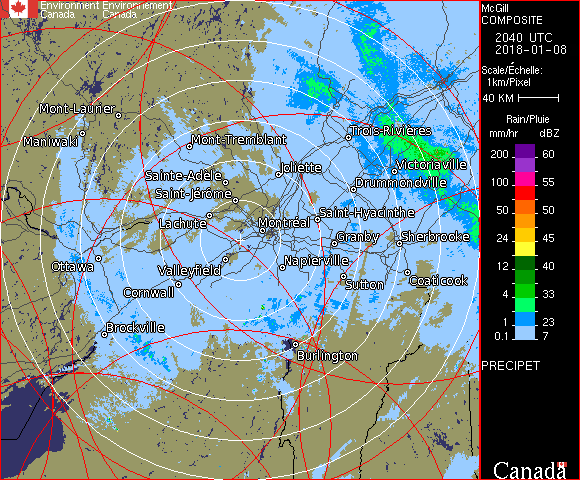 Environment Environnement
Canada Canada
McGill
COMPOSITE
2040 UTC
2018-01-08
Scale/Échelle:
1km/Pixel
40 KM
Rain/Pluie
mm/hr dBZ
200 60
100 55
50 50
24 45
12 40
4 33
1 23
0.1 7
PRECIPET
Canada
Mont-Laurier
Maniwaki
Mont-Tremblant
Trois-Rivières
Joliette
Victoriaville
Sainte-Adèle
Drummondville
Saint-Jérôme
Lachute
Saint-Hyacinthe
Montréal
Granby
Sherbrooke
Ottawa
Valleyfield
Napierville
Cornwall
Sutton
Coaticook
Brockville
Burlington